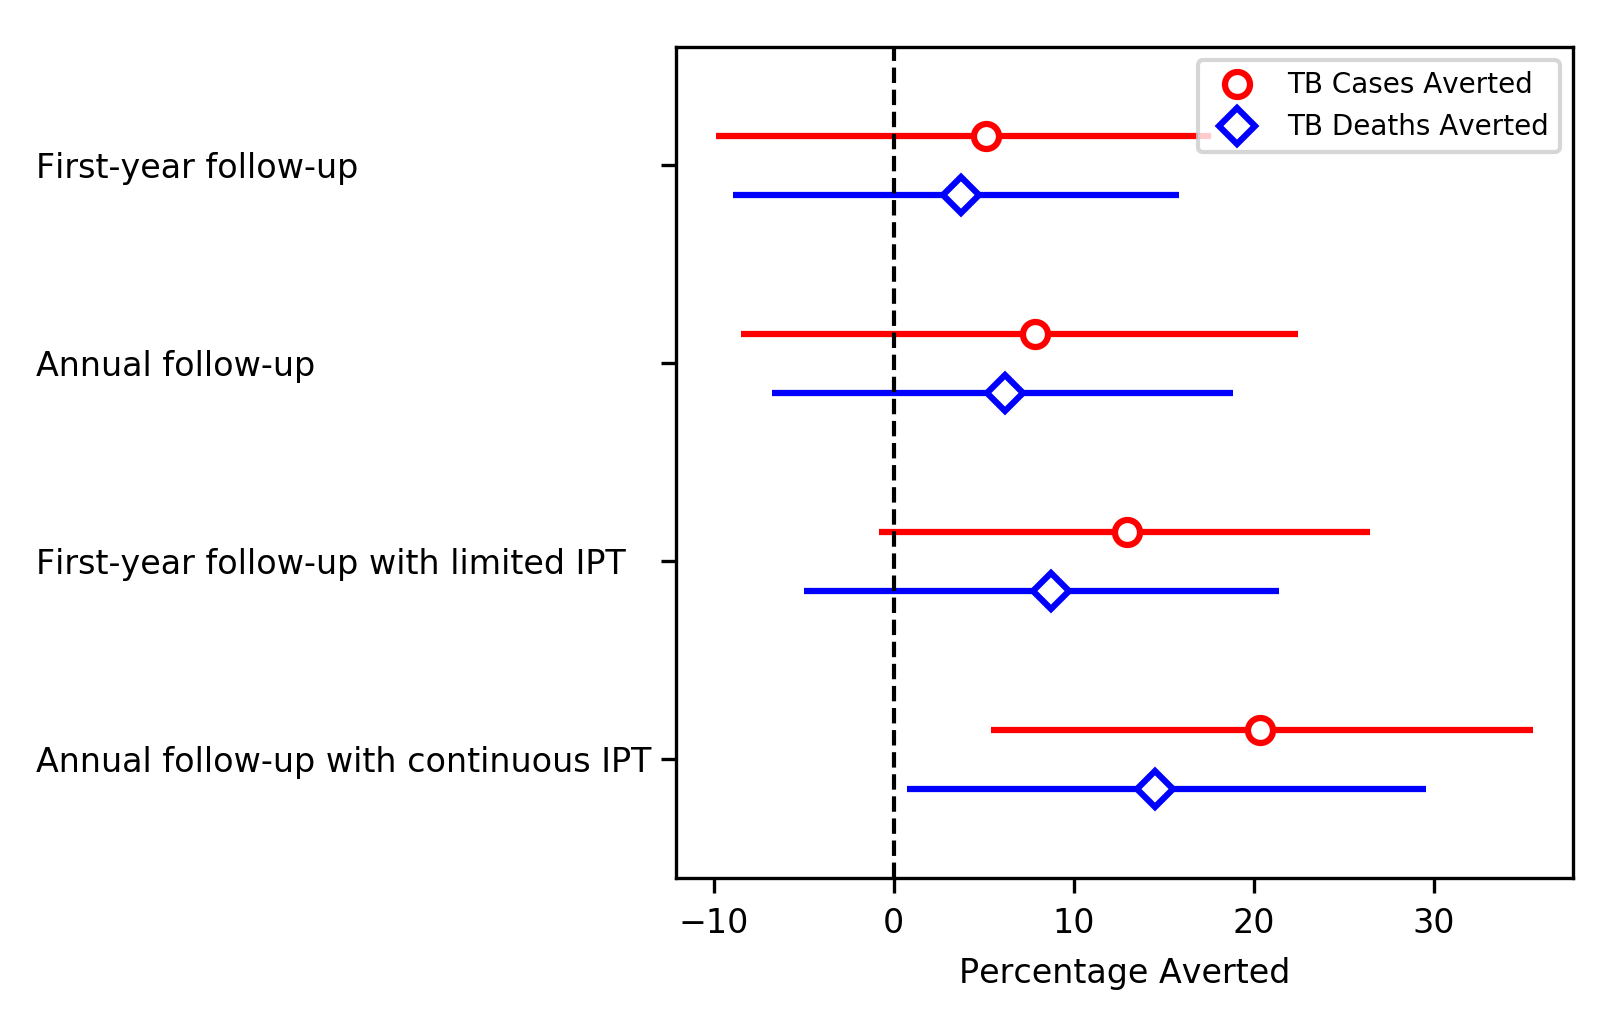 TB Cases Averted
TB Deaths Averted
First-year follow-up
Annual follow-up
First-year follow-up with limited IPT
Annual follow-up with continuous IPT
−10 0 10 20 30
Percentage Averted